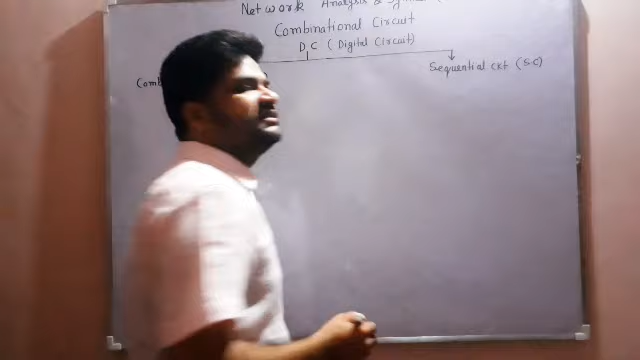 Network Analysis &
Combinational Circuit
D C ( Digital Circuit)
Sequential ckt (S.C)
Comb